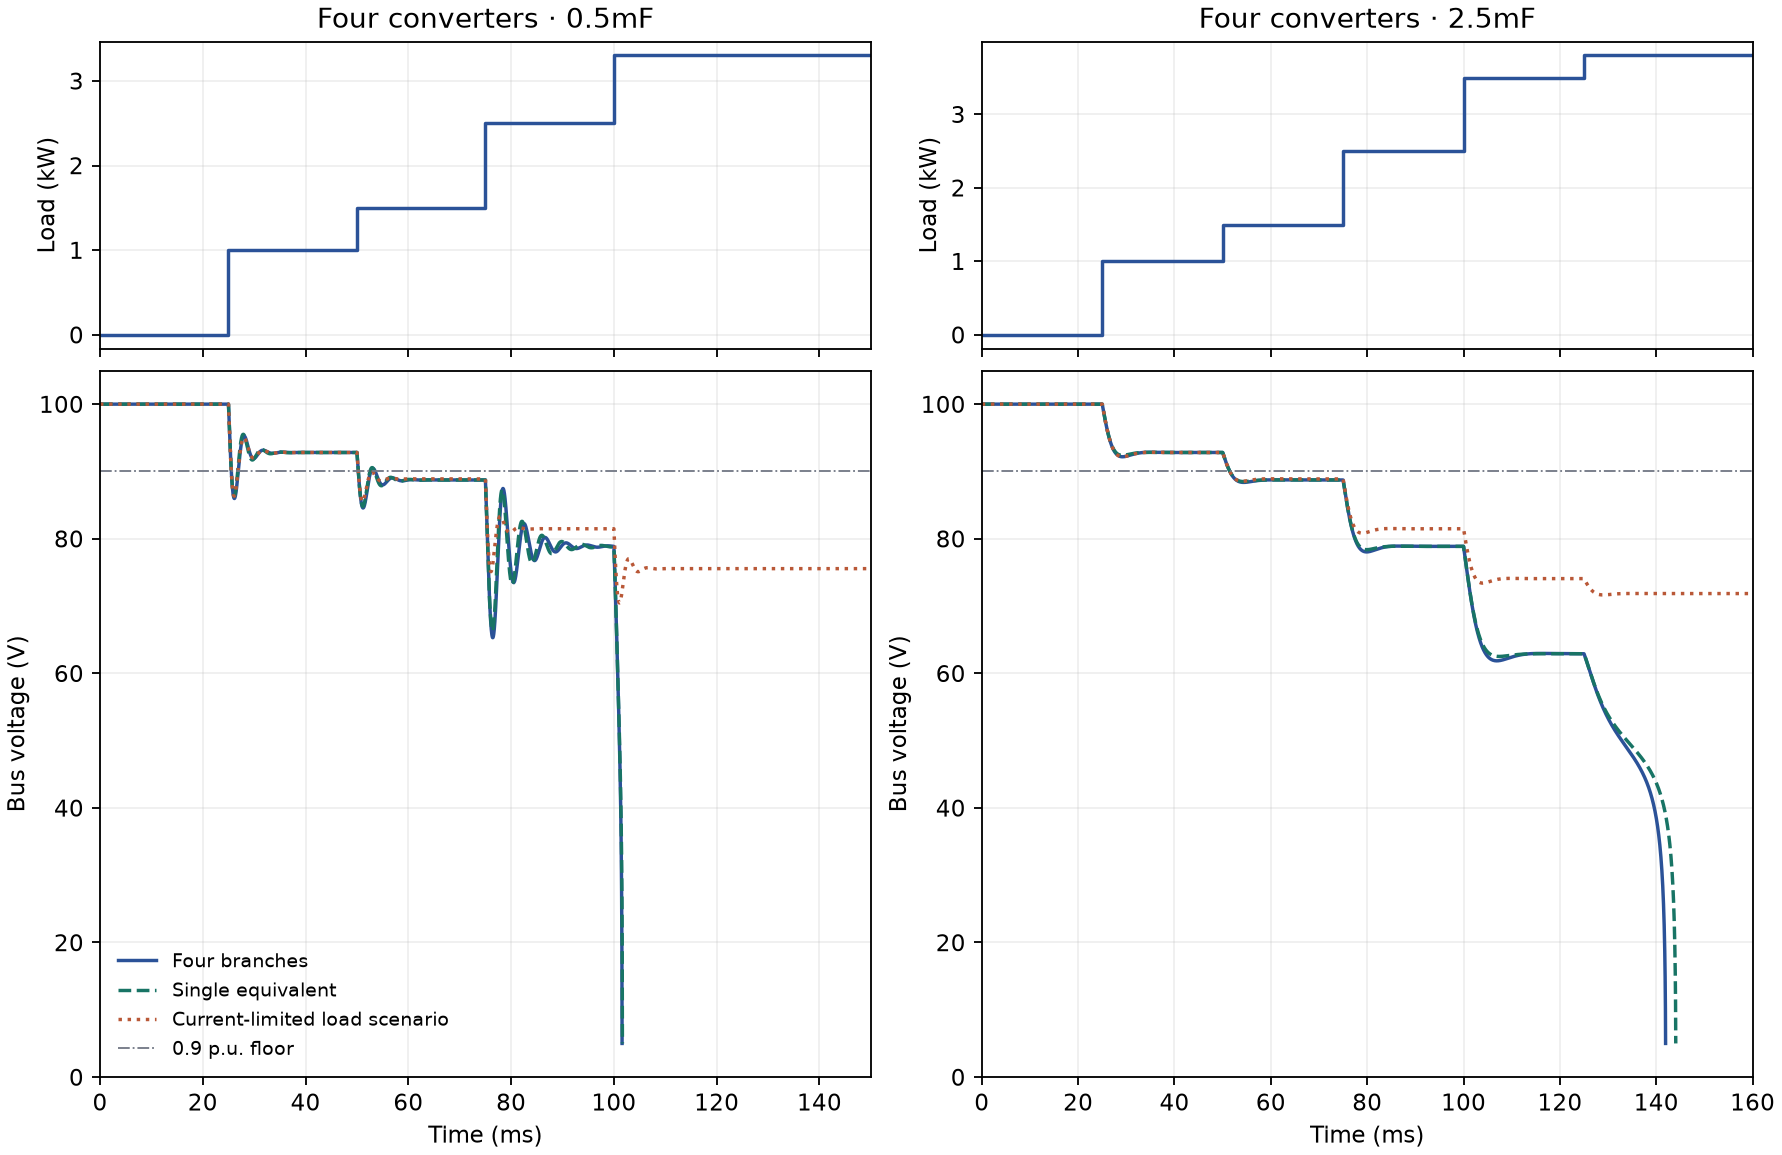 Four converters · 0.5mF
Load (kW)
3
2
1
0
Bus voltage (V)
100
80
60
40
20
0
Four branches
Single equivalent
Current-limited load scenario
0.9 p.u. floor
0 20 40 60 80 100 120 140
Time (ms)
Four converters · 2.5mF
Load (kW)
3
2
1
0
Bus voltage (V)
100
80
60
40
20
0
0 20 40 60 80 100 120 140 160
Time (ms)